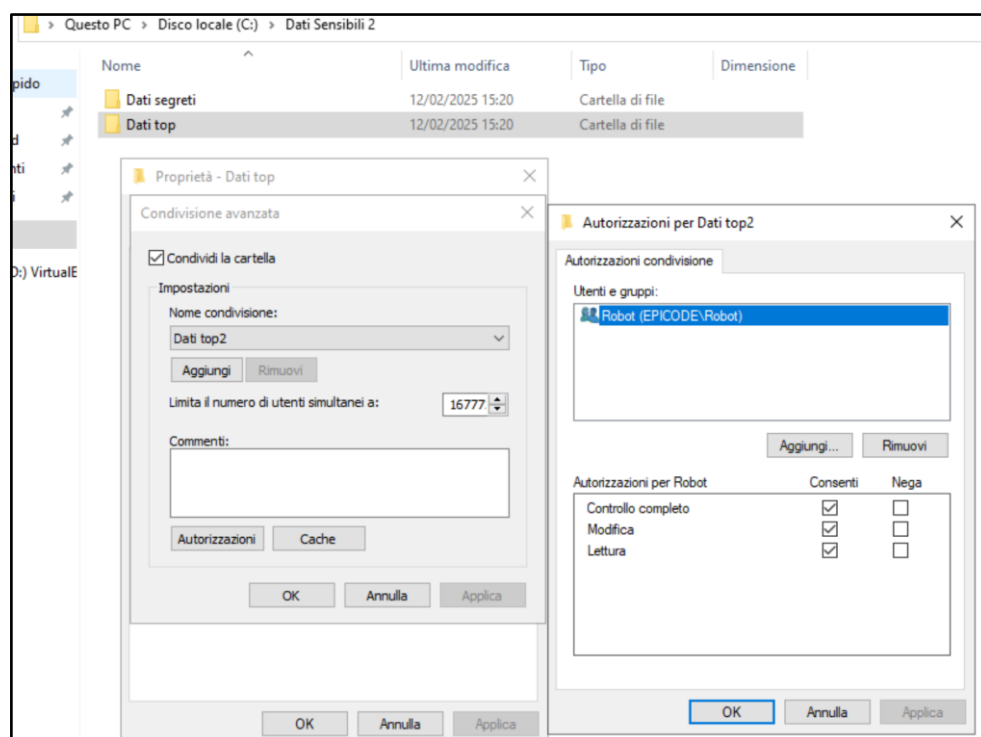 Questo PC > Disco locale (C:) > Dati Sensibili 2
Nome Ultima modifica Tipo Dimensione
pido
Dati segreti 12/02/2025 15:20 Cartella di file
d Dati top 12/02/2025 15:20 Cartella di file
nti
i
D:) VirtualE
Proprietà - Dati top
Condivisione avanzata
Condividi la cartella
Impostazioni
Nome condivisione:
Dati top2
Aggiungi Rimuovi
Limita il numero di utenti simultanei a: 16777
Commenti:
Autorizzazioni Cache
OK Annulla Applica
OK Annulla Applica
Autorizzazioni per Dati top2
Autorizzazioni condivisione
Utenti e gruppi:
Robot (EPICODE\Robot)
Aggiungi... Rimuovi
Autorizzazioni per Robot Consenti Nega
Controllo completo
Modifica
Lettura
OK Annulla Applica